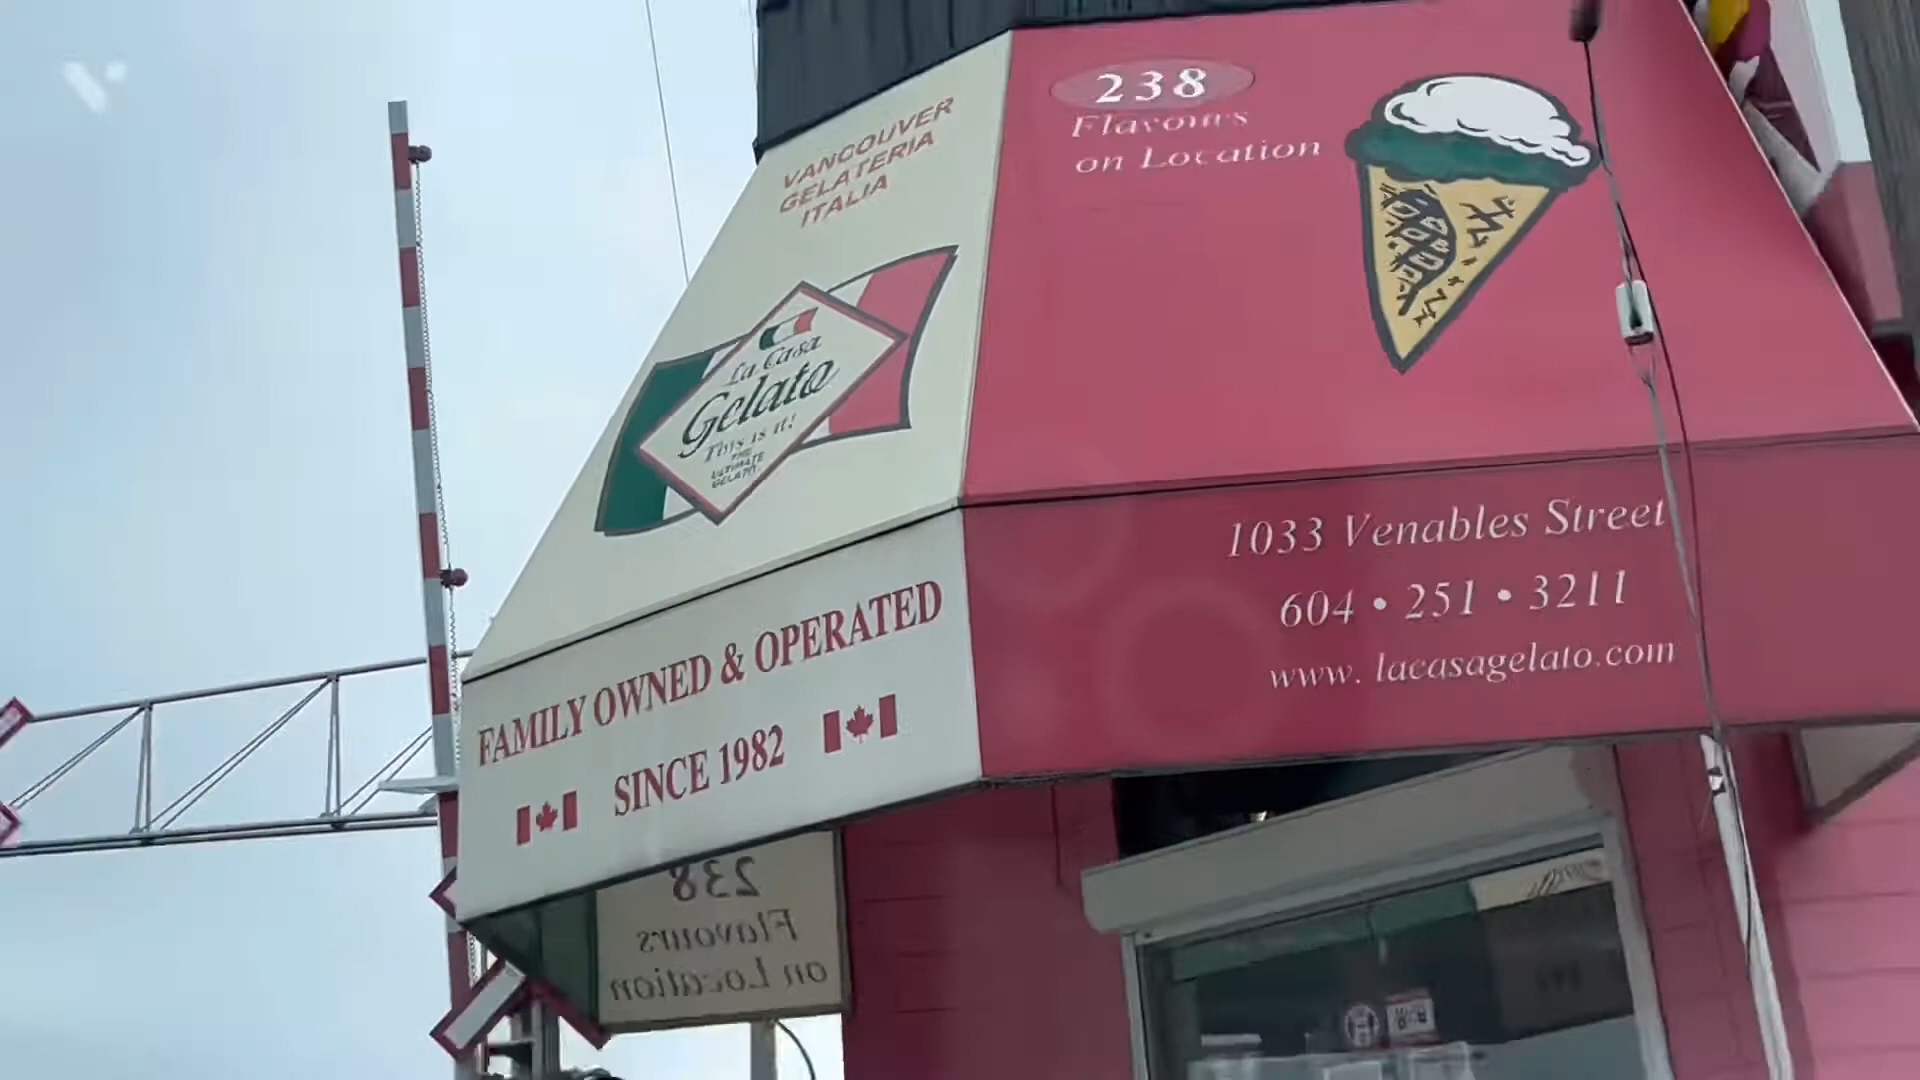 VANCOUVER
GELATERIA
ITALIA
La Casa
Gelato
This is it!
THE
ULTIMATE
GELATO.
FAMILY OWNED & OPERATED
SINCE 1982
238
Flavours
on Location
1033 Venables Street
604 • 251 • 3211
www. lacasagelato.com
238
Flavours
on Location